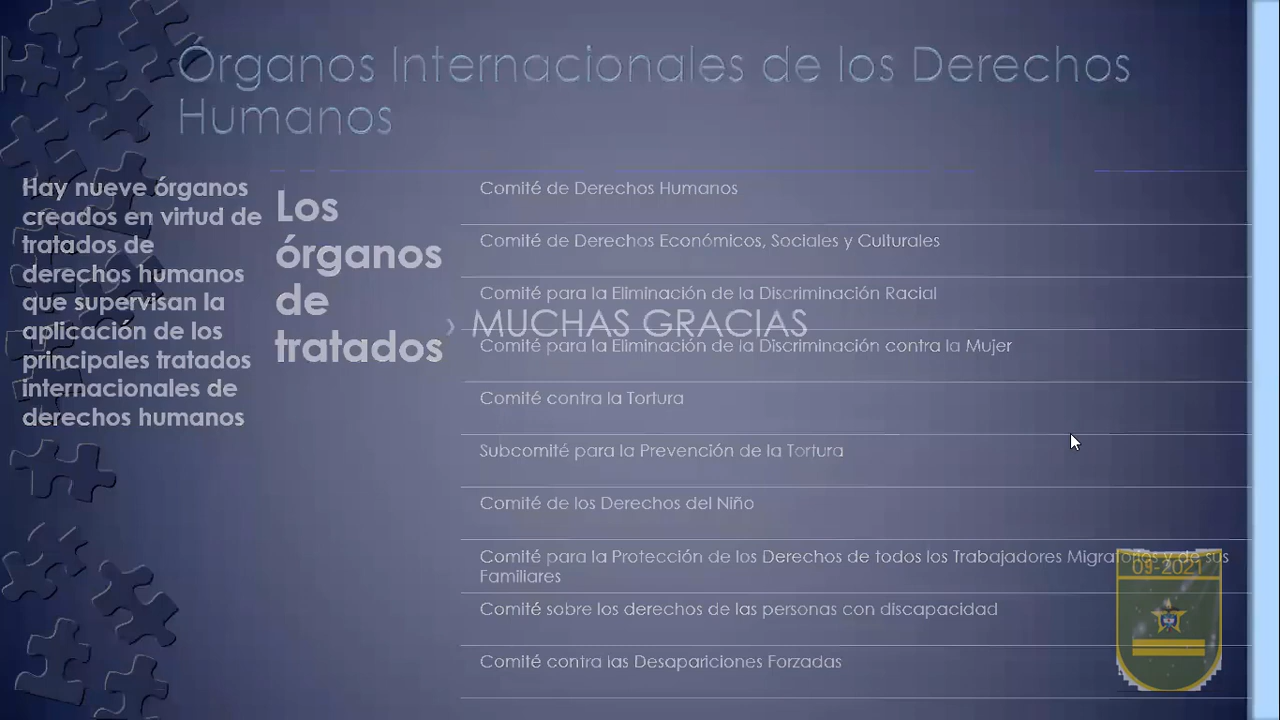 Órganos Internacionales de los Derechos
Humanos
Hay nueve órganos
creados en virtud de
tratados de
derechos humanos
que supervisan la
aplicación de los
principales tratados
internacionales de
derechos humanos
Los
órganos
de
tratados
Comité de Derechos Humanos
Comité de Derechos Económicos, Sociales y Culturales
Comité para la Eliminación de la Discriminación Racial
MUCHAS GRACIAS
Comité para la Eliminación de la Discriminación contra la Mujer
Comité contra la Tortura
Subcomité para la Prevención de la Tortura
Comité de los Derechos del Niño
Comité para la Protección de los Derechos de todos los Trabajadores Migratorios y de sus
Familiares
Comité sobre los derechos de las personas con discapacidad
Comité contra las Desapariciones Forzadas
09-2021